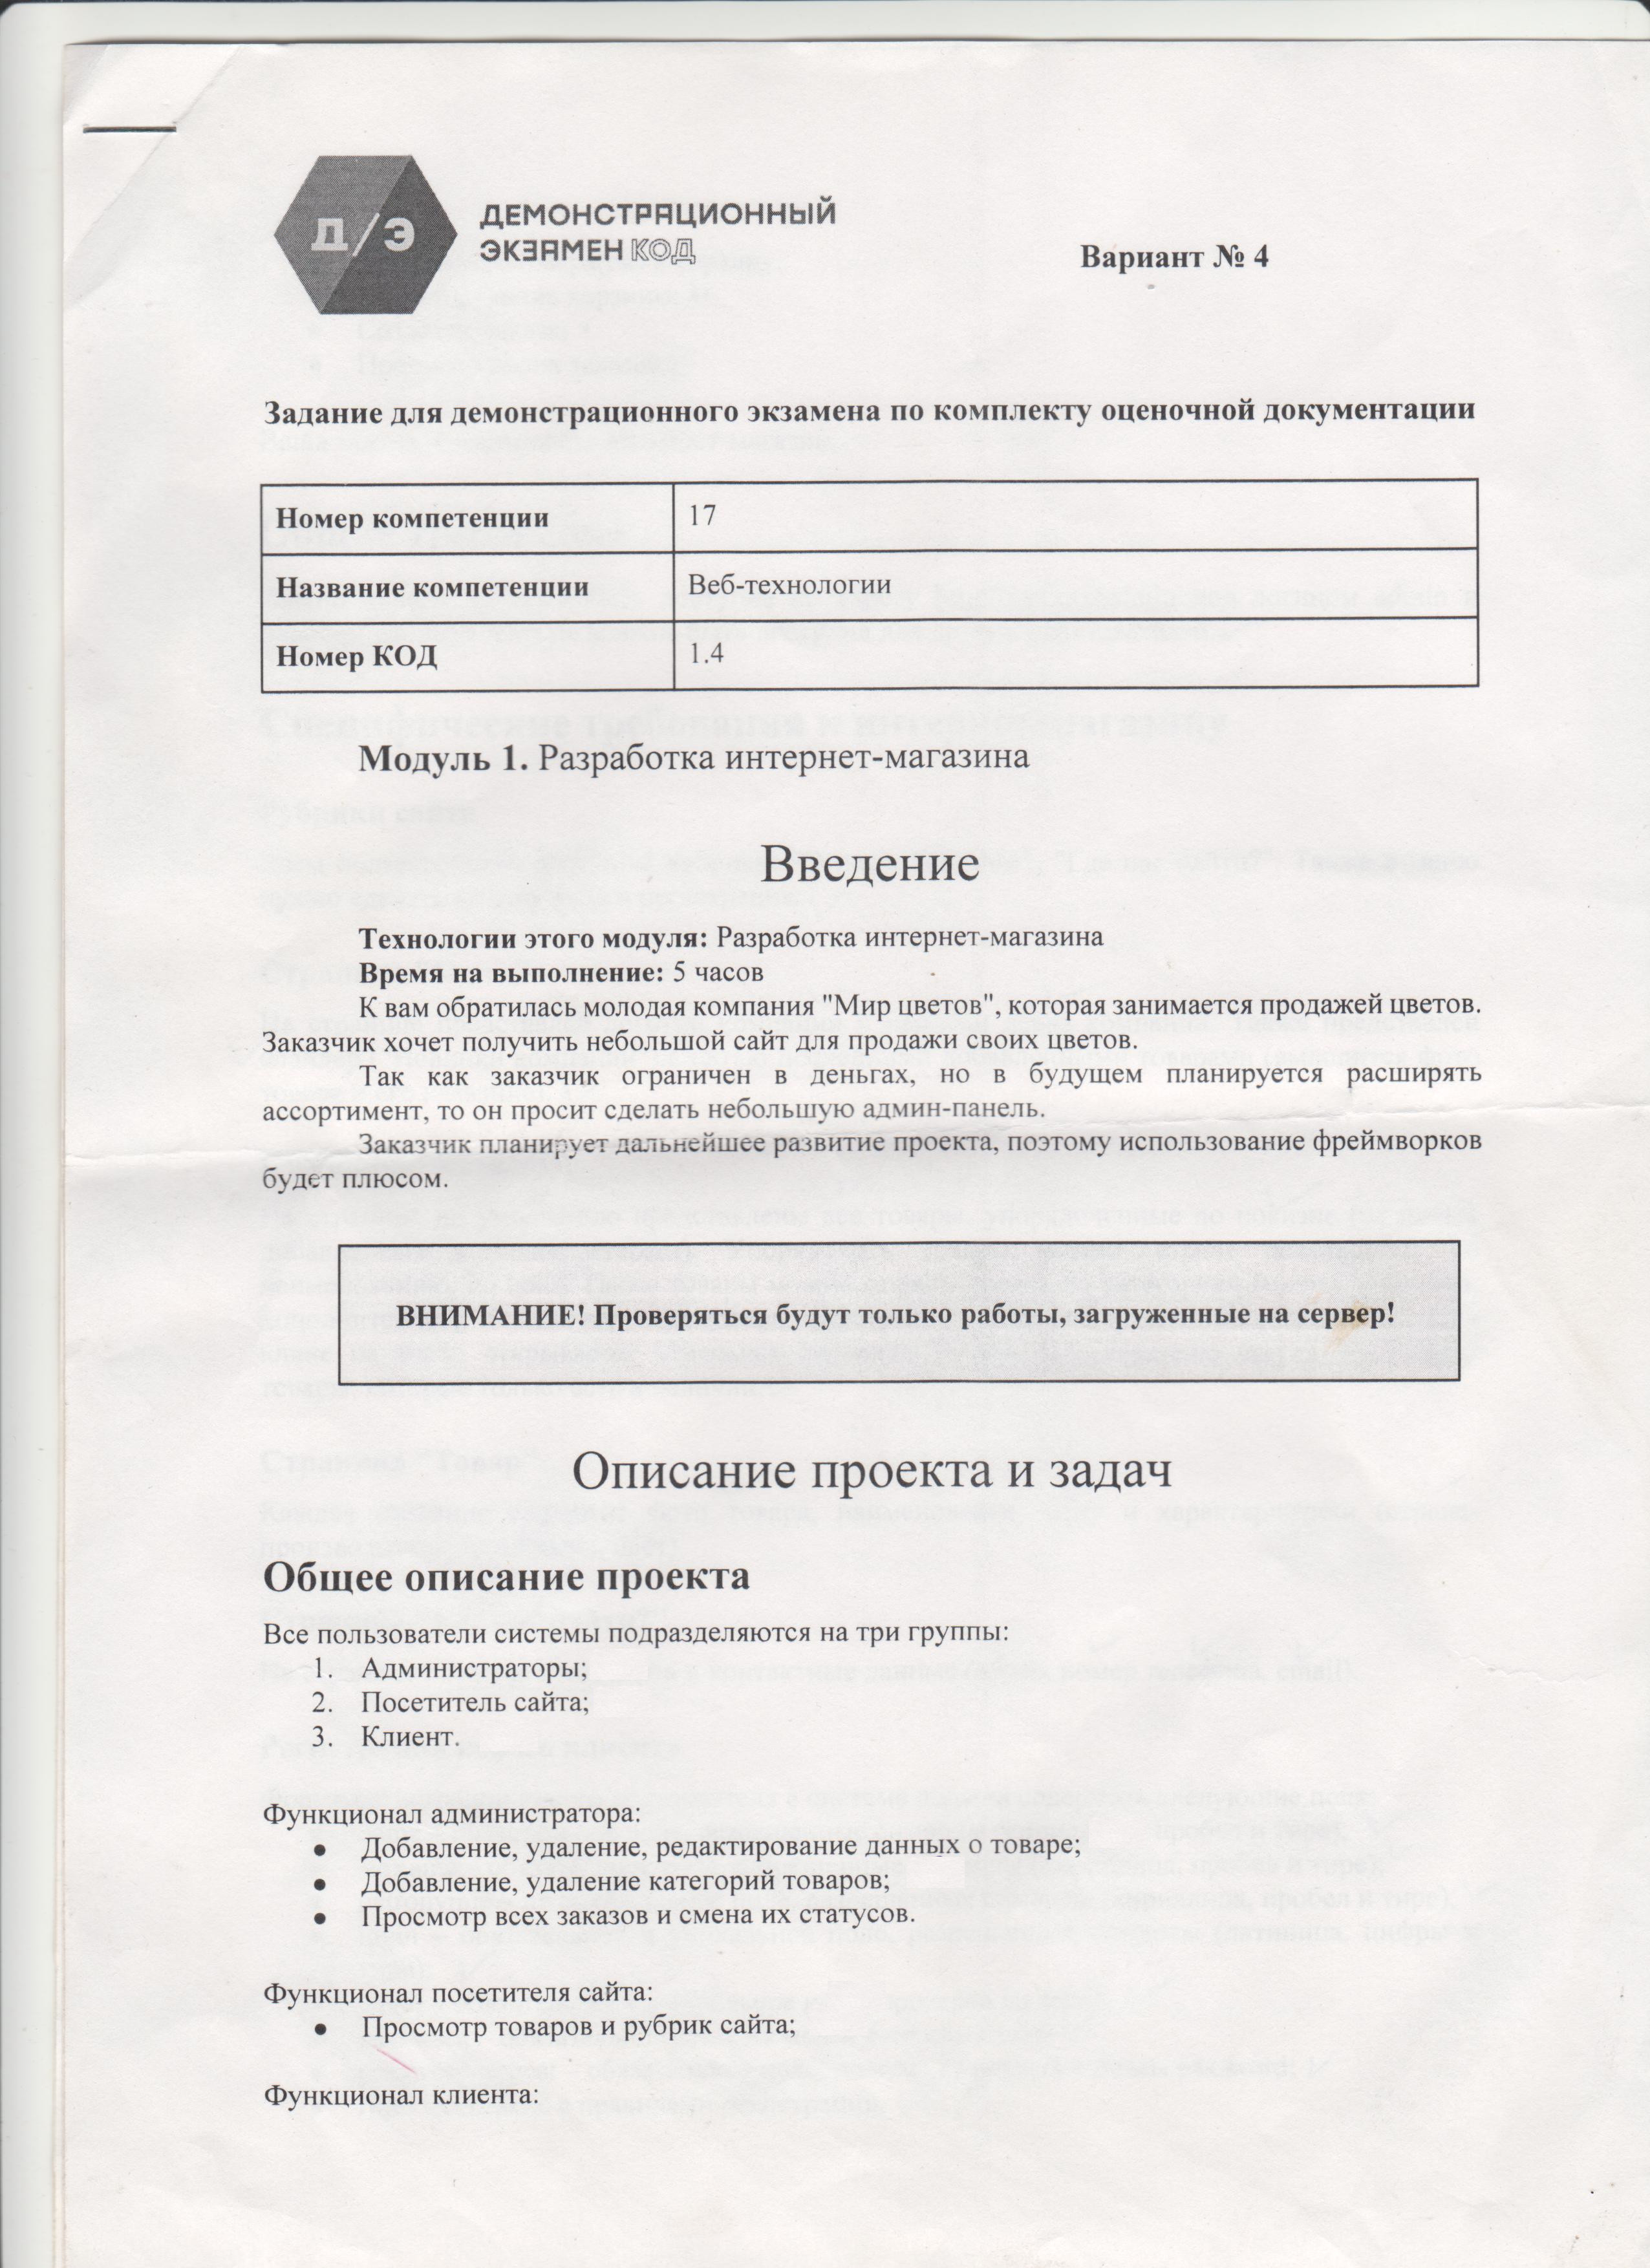 Д/Э
ДЕМОНСТРАЦИОННЫЙ
ЭКЗАМЕН КОД
Вариант № 4
Задание для демонстрационного экзамена по комплекту оценочной документации
Номер компетенции 17
Название компетенции Веб-технологии
Номер КОД 1.4
Модуль 1. Разработка интернет-магазина
Введение
Технологии этого модуля: Разработка интернет-магазина
Время на выполнение: 5 часов
К вам обратилась молодая компания "Мир цветов", которая занимается продажей цветов.
Заказчик хочет получить небольшой сайт для продажи своих цветов.
Так как заказчик ограничен в деньгах, но в будущем планируется расширять
ассортимент, то он просит сделать небольшую админ-панель.
Заказчик планирует дальнейшее развитие проекта, поэтому использование фреймворков
будет плюсом.
ВНИМАНИЕ! Проверяться будут только работы, загруженные на сервер!
Описание проекта и задач
Общее описание проекта
Все пользователи системы подразделяются на три группы:
1. Администраторы;
2. Посетитель сайта;
3. Клиент.
Функционал администратора:
● Добавление, удаление, редактирование данных о товаре;
● Добавление, удаление категорий товаров;
● Просмотр всех заказов и смена их статусов.
Функционал посетителя сайта:
● Просмотр товаров и рубрик сайта;
Функционал клиента: